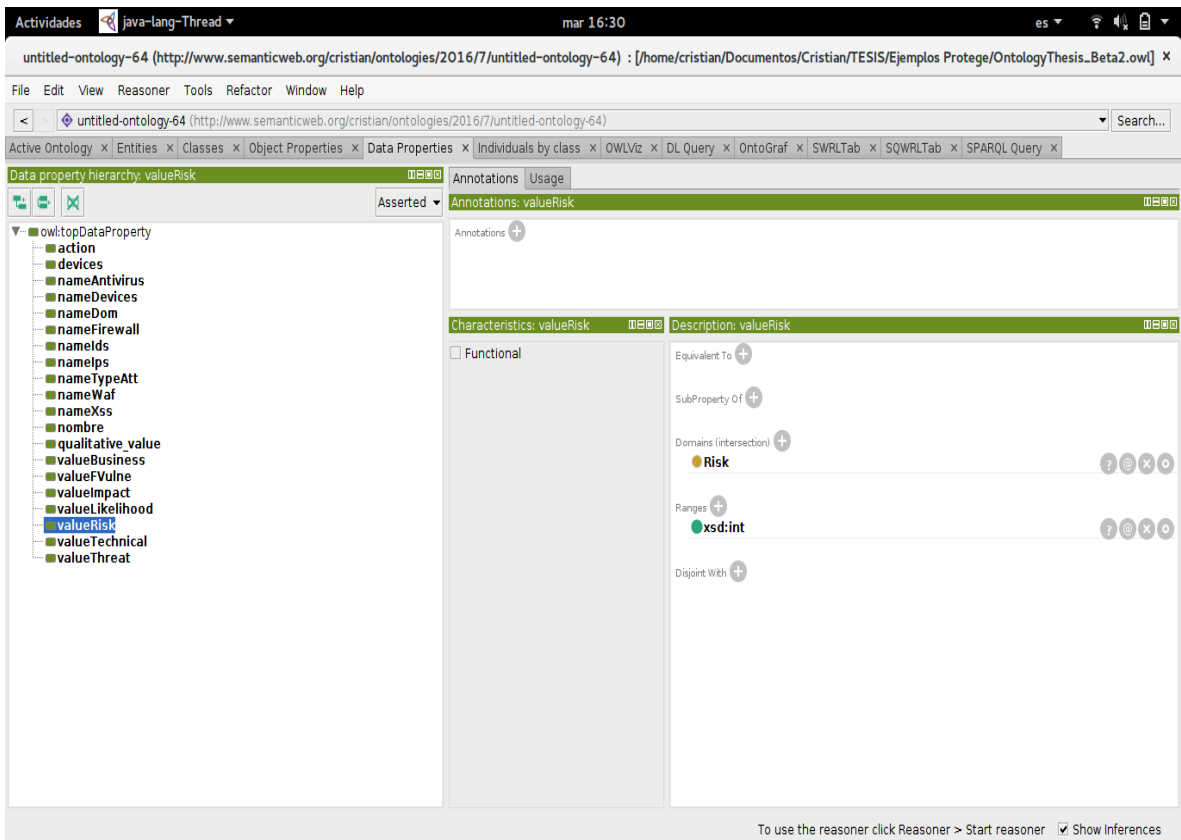 Actividades java-lang-Thread mar 16:30 es
untitled-ontology-64 (http://www.semanticweb.org/cristian/ontologies/2016/7/untitled-ontology-64) : [/home/cristian/Documentos/Cristian/TESIS/Ejemplos Protege/OntologyThesis_Beta2.owl] ×
File Edit View Reasoner Tools Refactor Window Help
< > untitled-ontology-64 (http://www.semanticweb.org/cristian/ontologies/2016/7/untitled-ontology-64) Search...
Active Ontology × Entities × Classes × Object Properties × Data Properties × Individuals by class × OWLViz × DL Query × OntoGraf × SWRLTab × SQWRLTab × SPARQL Query ×
Data property hierarchy: valueRisk
Asserted
owl:topDataProperty
action
devices
nameAntivirus
nameDevices
nameDom
nameFirewall
nameIds
nameIps
nameTypeAtt
nameWaf
nameXss
nombre
qualitative_value
valueBusiness
valueFVulne
valueImpact
valueLikelihood
valueRisk
valueTechnical
valueThreat
Annotations Usage
Annotations: valueRisk
Annotations +
Characteristics: valueRisk
Functional
Description: valueRisk
Equivalent To +
SubProperty Of +
Domains (intersection) +
Risk ? @ X O
Ranges +
xsd:int ? @ X O
Disjoint With +
To use the reasoner click Reasoner > Start reasoner Show Inferences